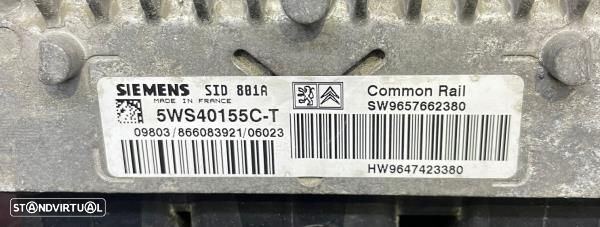 SIEMENS SID 801A
MADE IN FRANCE
5WS40155C-T
09803/866083921/06023
Common Rail
SW9657662380
HW9647423380
STANDVIRTUAL